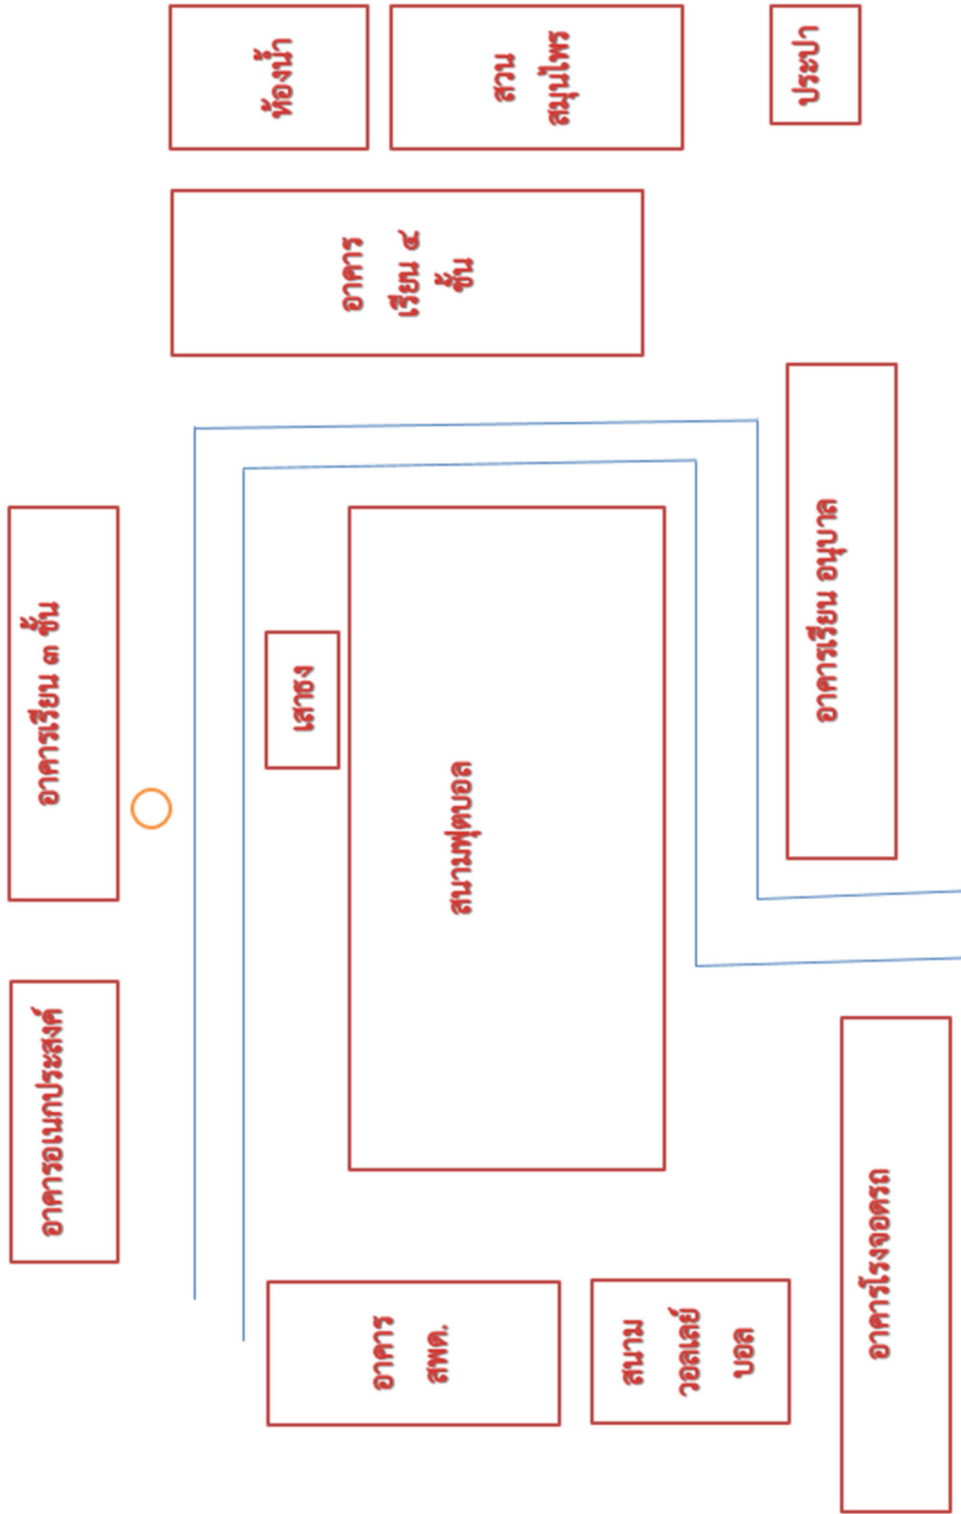 อาคารอเนกประสงค์
อาคารเรียน ๓ ชั้น
ห้องน้ำ
เสาธง
อาคาร
สพด.
อาคาร
เรียน ๔
ชั้น
สนามฟุตบอล
สวน
สมุนไพร
สนาม
วอลเลย์
บอล
ประปา
อาคารเรียน อนุบาล
อาคารโรงจอดรถ